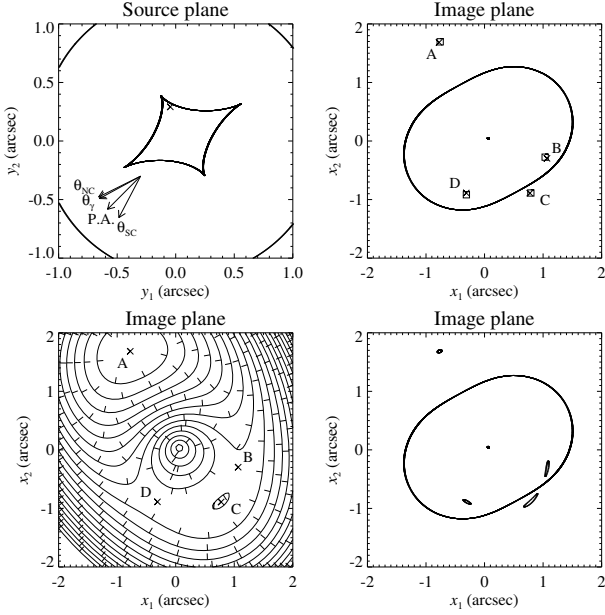 Source plane
1.0
0.5
0.0
-0.5
-1.0
y2 (arcsec)
θNC
θγ
P.A.
θSC
-1.0 -0.5 0.0 0.5 1.0
y1 (arcsec)
Image plane
2
1
0
-1
-2
x2 (arcsec)
A
B
D
C
-2 -1 0 1 2
x1 (arcsec)
Image plane
2
1
0
-1
-2
x2 (arcsec)
A
B
D
C
-2 -1 0 1 2
x1 (arcsec)
Image plane
2
1
0
-1
-2
x2 (arcsec)
-2 -1 0 1 2
x1 (arcsec)